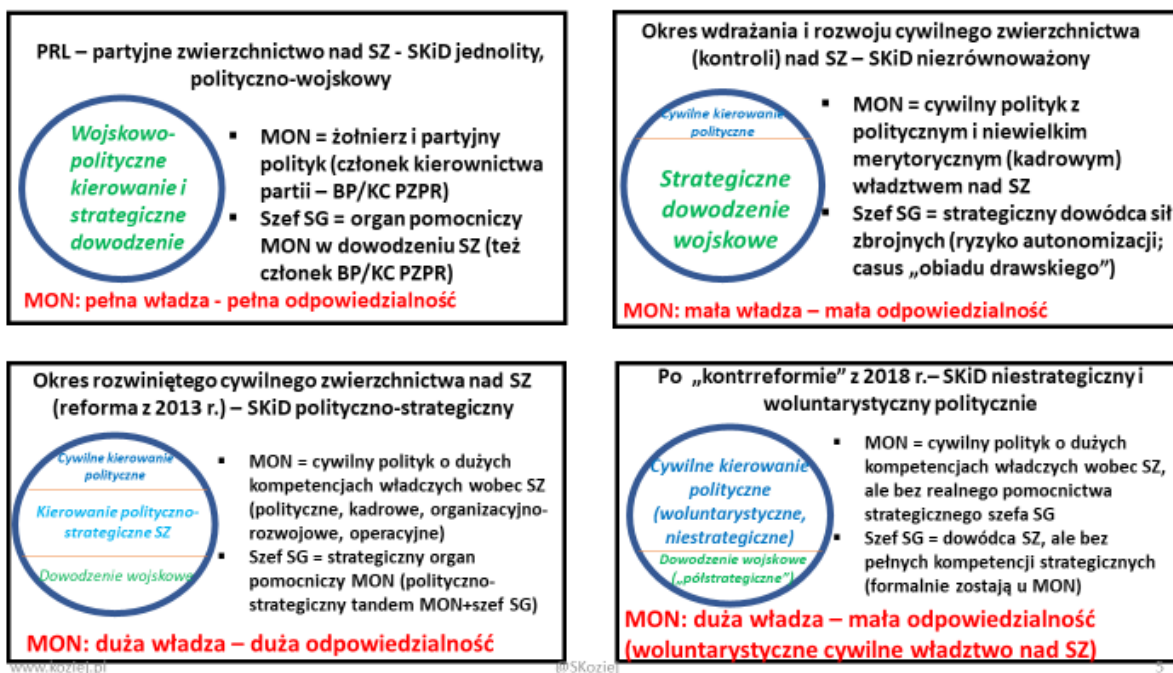 PRL – partyjne zwierzchnictwo nad SZ - SKiD jednolity,
polityczno-wojskowy
Wojskowo-
polityczne
kierowanie i
strategiczne
dowodzenie
▪ MON = żołnierz i partyjny
polityk (członek kierownictwa
partii – BP/KC PZPR)
▪ Szef SG = organ pomocniczy
MON w dowodzeniu SZ (też
członek BP/KC PZPR)
MON: pełna władza - pełna odpowiedzialność
Okres wdrażania i rozwoju cywilnego zwierzchnictwa
(kontroli) nad SZ – SKiD niezrównoważony
Cywilne kierowanie
polityczne
Strategiczne
dowodzenie
wojskowe
▪ MON = cywilny polityk z
politycznym i niewielkim
merytorycznym (kadrowym)
władztwem nad SZ
▪ Szef SG = strategiczny dowódca sił
zbrojnych (ryzyko autonomizacji;
casus „obiadu drawskiego”)
MON: mała władza – mała odpowiedzialność
Okres rozwiniętego cywilnego zwierzchnictwa nad SZ
(reforma z 2013 r.) – SKiD polityczno-strategiczny
Cywilne kierowanie
polityczne
Kierowanie polityczno-
strategiczne SZ
Dowodzenie wojskowe
▪ MON = cywilny polityk o dużych
kompetencjach władczych wobec SZ
(polityczne, kadrowe, organizacyjno-
rozwojowe, operacyjne)
▪ Szef SG = strategiczny organ
pomocniczy MON (polityczno-
strategiczny tandem MON+szef SG)
MON: duża władza – duża odpowiedzialność
Po „kontrreformie” z 2018 r.– SKiD niestrategiczny i
woluntarystyczny politycznie
Cywilne kierowanie
polityczne
(woluntarystyczne,
niestrategiczne)
Dowodzenie wojskowe
(„półstrategiczne”)
▪ MON = cywilny polityk o dużych
kompetencjach władczych wobec SZ,
ale bez realnego pomocnictwa
strategicznego szefa SG
▪ Szef SG = dowódca SZ, ale bez
pełnych kompetencji strategicznych
(formalnie zostają u MON)
MON: duża władza – mała odpowiedzialność
(woluntarystyczne cywilne władztwo nad SZ)
www.koziej.pl
@SKoziej
5